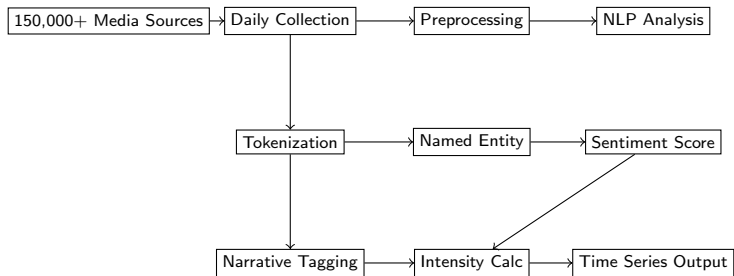 150,000+ Media Sources
Daily Collection
Preprocessing
NLP Analysis
Tokenization
Named Entity
Sentiment Score
Narrative Tagging
Intensity Calc
Time Series Output